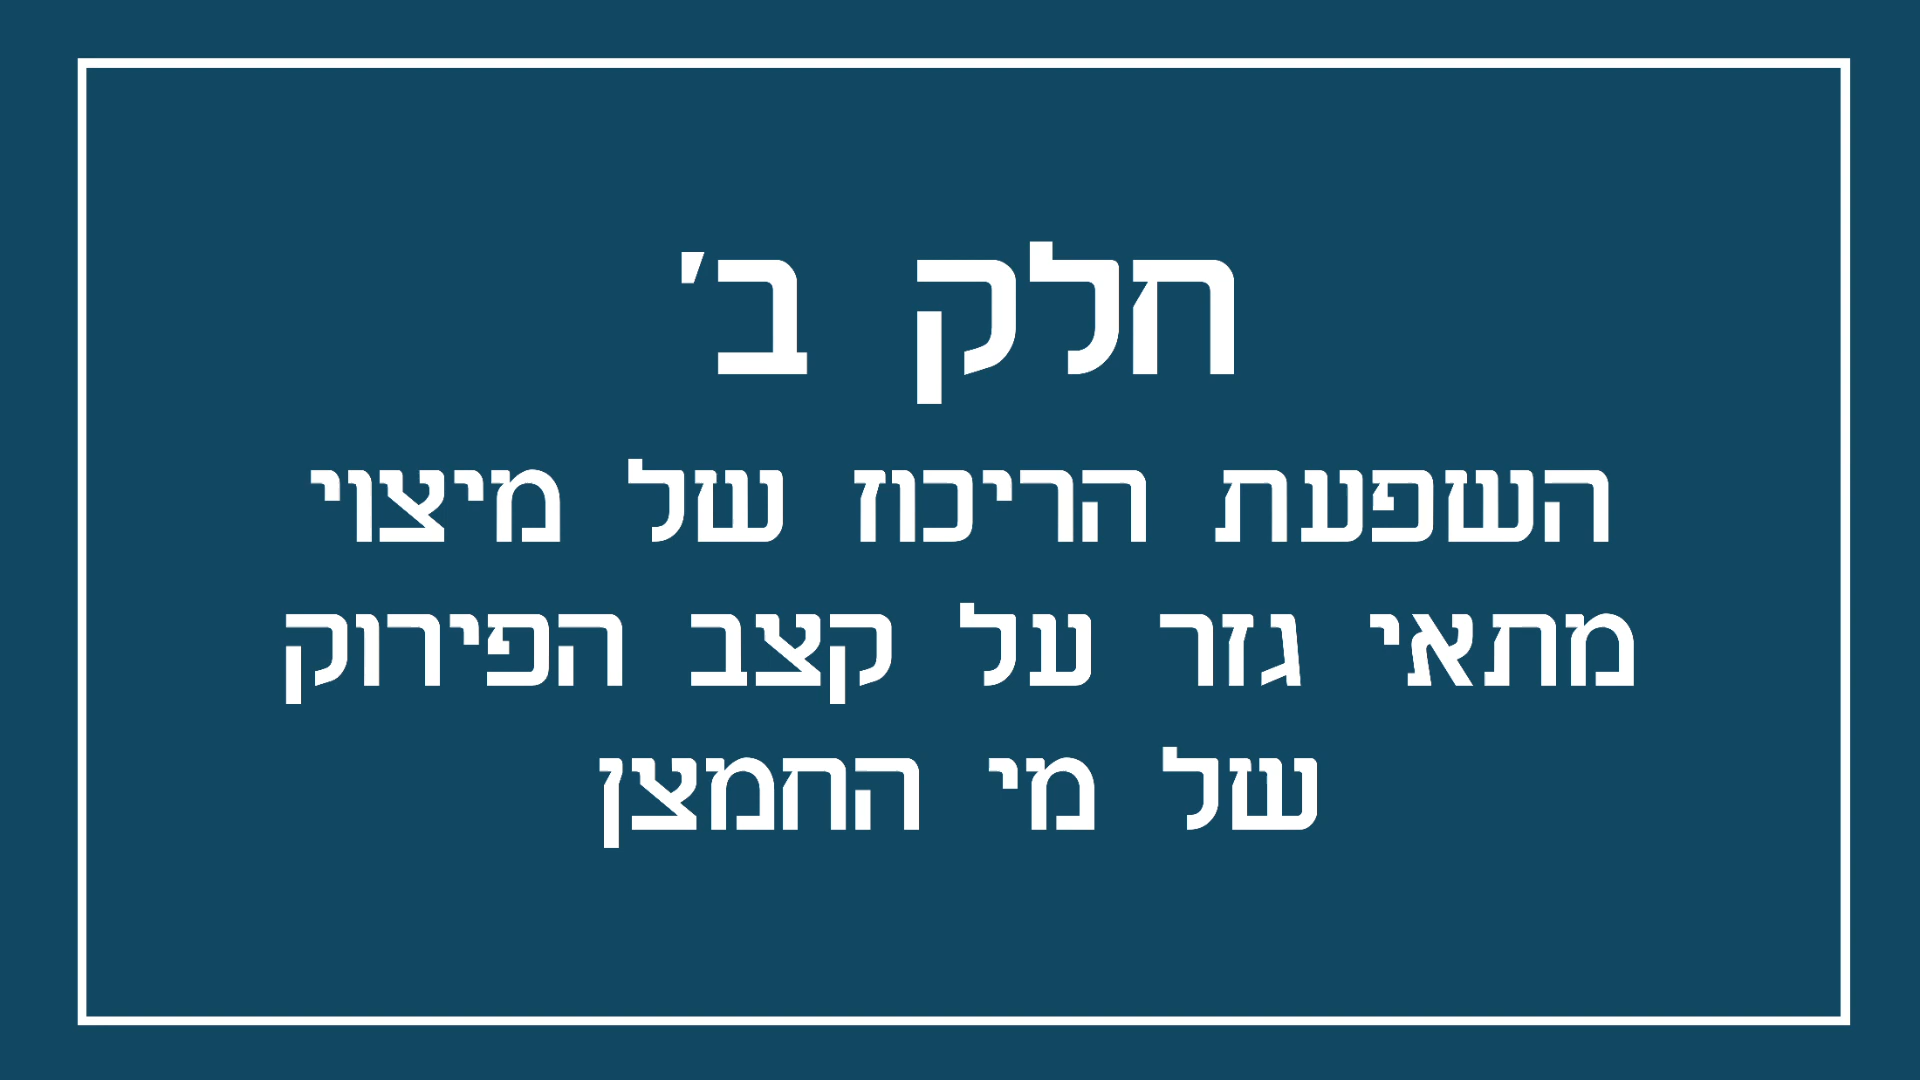 חלק ב'
השפעת הריכוז של מיצוי
מתאי גזר על קצב הפירוק
של מי החמצן